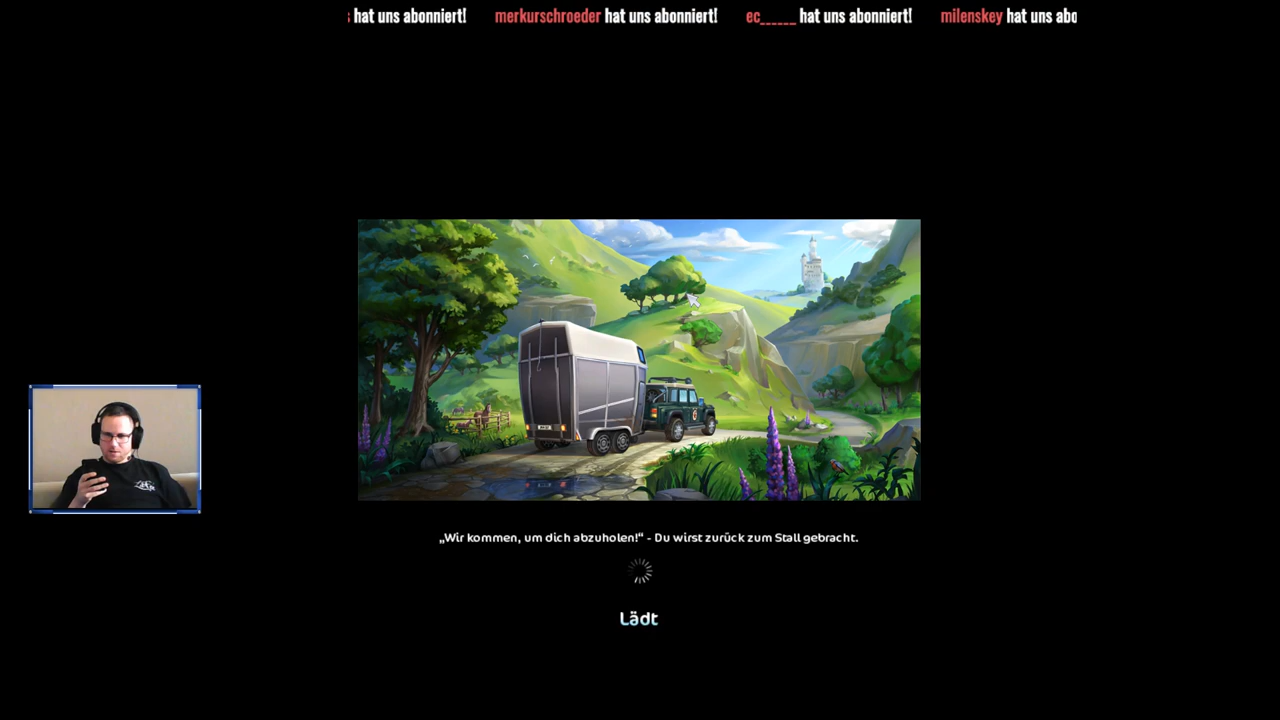 hat uns abonniert! merkurschroeder hat uns abonniert! ec______ hat uns abonniert! milenskey hat uns abo
„Wir kommen, um dich abzuholen!“ - Du wirst zurück zum Stall gebracht.
Lädt